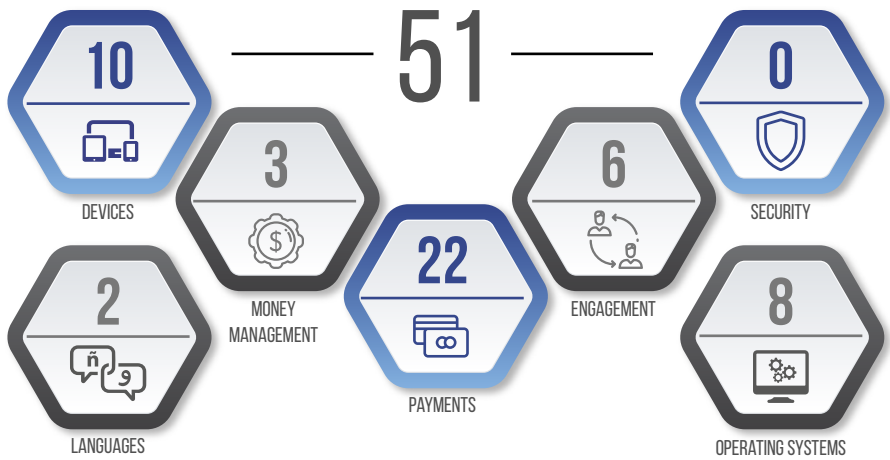 51
10
DEVICES
3
MONEY
MANAGEMENT
22
PAYMENTS
6
ENGAGEMENT
0
SECURITY
2
ñ
و
LANGUAGES
8
OPERATING SYSTEMS
$